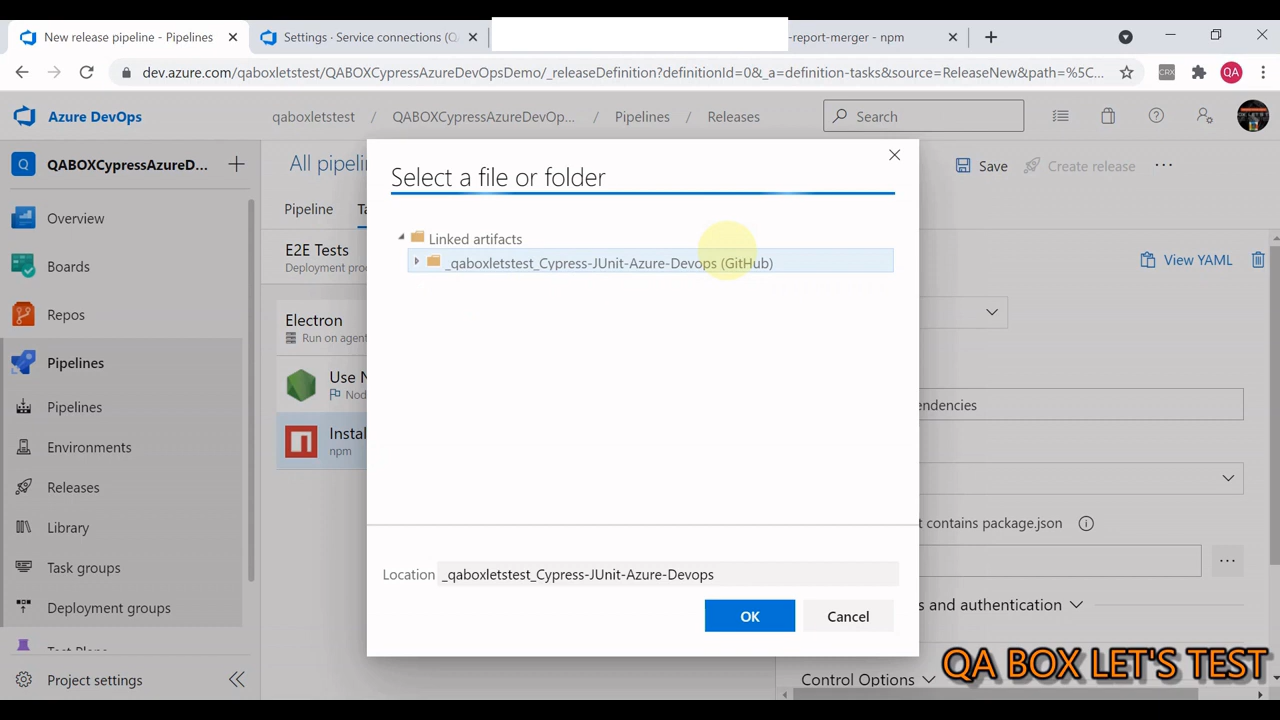 New release pipeline - Pipelines
Settings · Service connections (Q
-report-merger - npm
dev.azure.com/qaboxletstest/QABOXCypressAzureDevOpsDemo/_releaseDefinition?definitionId=0&_a=definition-tasks&source=ReleaseNew&path=%5C...
CRX
QA
Azure DevOps
qaboxletstest / QABOXCypressAzureDevOp... / Pipelines / Releases
Search
Q
QABOXCypressAzureD...
Overview
Boards
Repos
Pipelines
Pipelines
Environments
Releases
Library
Task groups
Deployment groups
Project settings
All pipelin
Save
Create release
Pipeline
Ta
E2E Tests
Deployment proc
View YAML
Electron
Run on agent
Use N
Nod
Instal
npm
Select a file or folder
Linked artifacts
_qaboxletstest_Cypress-JUnit-Azure-Devops (GitHub)
Location
_qaboxletstest_Cypress-JUnit-Azure-Devops
OK
Cancel
endencies
t contains package.json
s and authentication
Control Options
QA BOX LET'S TEST